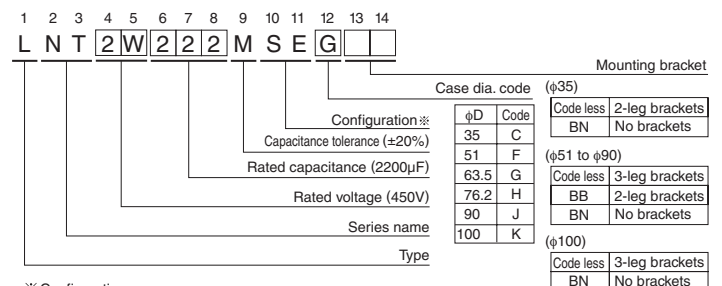 1 2 3 4 5 6 7 8 9 10 11 12 13 14
L N T 2 W 2 2 2 M S E G
Mounting bracket
Case dia. code
Configuration※
Capacitance tolerance (±20%)
Rated capacitance (2200μF)
Rated voltage (450V)
Series name
Type
ϕD Code
35 C
51 F
63.5 G
76.2 H
90 J
100 K
(ϕ35)
Code less 2-leg brackets
BN No brackets
(ϕ51 to ϕ90)
Code less 3-leg brackets
BB 2-leg brackets
BN No brackets
(ϕ100)
Code less 3-leg brackets
BN No brackets